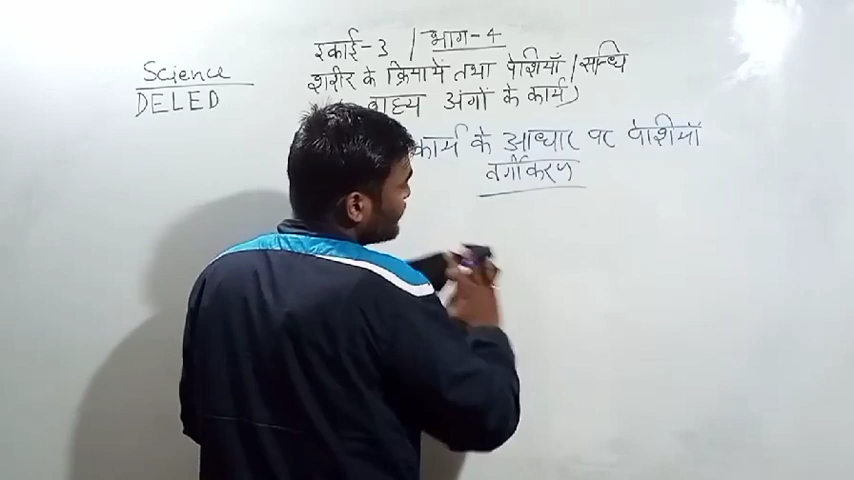 Science
DELED
इकाई-3 / भाग-4
शरीर के क्रियायें तथा पेशियाँ / सन्धि
बाह्य अंगों के कार्य)
कार्य के आधार पर पेशियों
वर्गीकरण